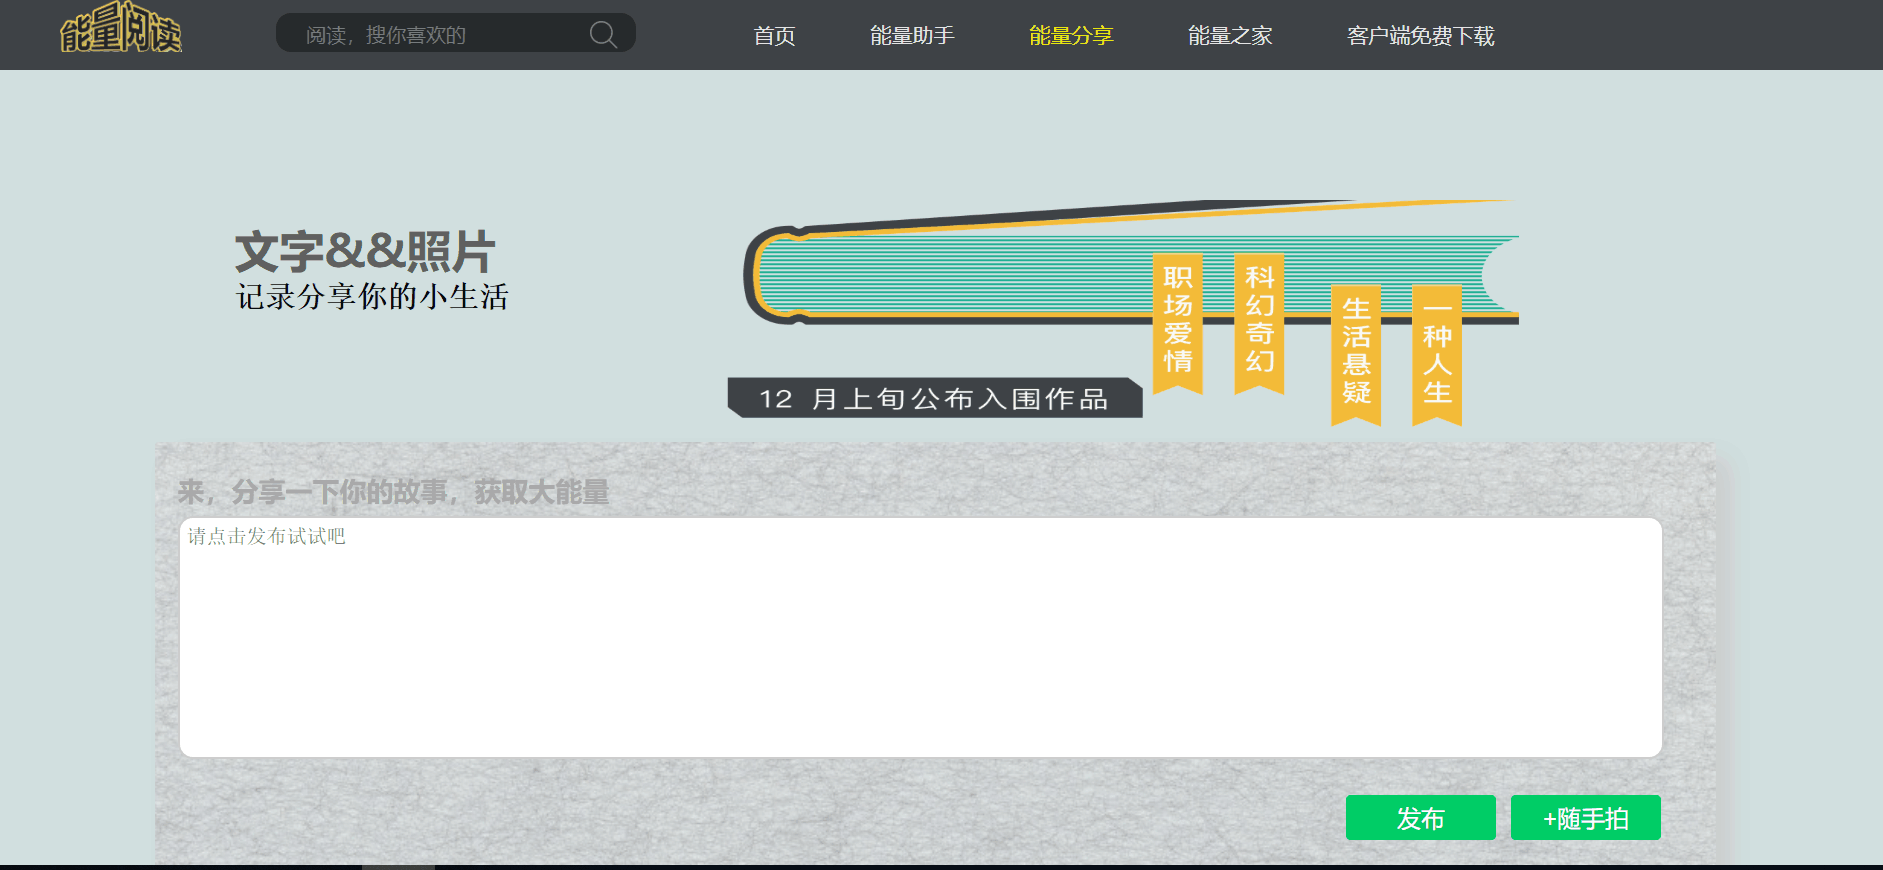 能量阅读
阅读，搜你喜欢的
首页
能量助手
能量分享
能量之家
客户端免费下载
文字&&照片
记录分享你的小生活
职场爱情
科幻奇幻
生活悬疑
一种人生
12 月上旬公布入围作品
来，分享一下你的故事，获取大能量
请点击发布试试吧
发布
+随手拍